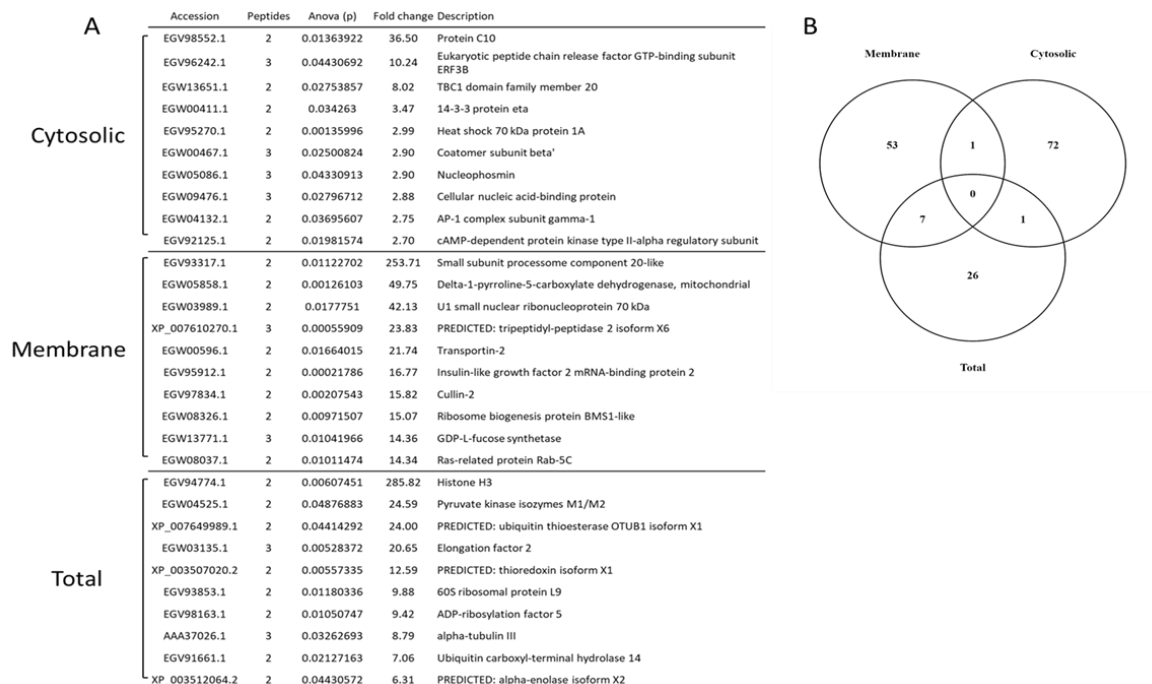 A
Accession Peptides Anova (p) Fold change Description
Cytosolic
EGV98552.1 2 0.01363922 36.50 Protein C10
EGV96242.1 3 0.04430692 10.24 Eukaryotic peptide chain release factor GTP-binding subunit
ERF3B
EGW13651.1 2 0.02753857 8.02 TBC1 domain family member 20
EGW00411.1 2 0.034263 3.47 14-3-3 protein eta
EGV95270.1 2 0.00135996 2.99 Heat shock 70 kDa protein 1A
EGW00467.1 3 0.02500824 2.90 Coatomer subunit beta'
EGW05086.1 3 0.04330913 2.90 Nucleophosmin
EGW09476.1 3 0.02796712 2.88 Cellular nucleic acid-binding protein
EGW04132.1 2 0.03695607 2.75 AP-1 complex subunit gamma-1
EGV92125.1 2 0.01981574 2.70 cAMP-dependent protein kinase type II-alpha regulatory subunit
Membrane
EGV93317.1 2 0.01122702 253.71 Small subunit processome component 20-like
EGW05858.1 2 0.00126103 49.75 Delta-1-pyrroline-5-carboxylate dehydrogenase, mitochondrial
EGW03989.1 2 0.0177751 42.13 U1 small nuclear ribonucleoprotein 70 kDa
XP_007610270.1 3 0.00055909 23.83 PREDICTED: tripeptidyl-peptidase 2 isoform X6
EGW00596.1 2 0.01664015 21.74 Transportin-2
EGV95912.1 2 0.00021786 16.77 Insulin-like growth factor 2 mRNA-binding protein 2
EGV97834.1 2 0.00207543 15.82 Cullin-2
EGW08326.1 2 0.00971507 15.07 Ribosome biogenesis protein BMS1-like
EGW13771.1 3 0.01041966 14.36 GDP-L-fucose synthetase
EGW08037.1 2 0.01011474 14.34 Ras-related protein Rab-5C
Total
EGV94774.1 2 0.00607451 285.82 Histone H3
EGW04525.1 2 0.04876883 24.59 Pyruvate kinase isozymes M1/M2
XP_007649989.1 2 0.04414292 24.00 PREDICTED: ubiquitin thioesterase OTUB1 isoform X1
EGW03135.1 3 0.00528372 20.65 Elongation factor 2
XP_003507020.2 2 0.00557335 12.59 PREDICTED: thioredoxin isoform X1
EGV93853.1 2 0.01180336 9.88 60S ribosomal protein L9
EGV98163.1 2 0.01050747 9.42 ADP-ribosylation factor 5
AAA37026.1 3 0.03262693 8.79 alpha-tubulin III
EGV91661.1 2 0.02127163 7.06 Ubiquitin carboxyl-terminal hydrolase 14
XP_003512064.2 2 0.04430572 6.31 PREDICTED: alpha-enolase isoform X2
B
Membrane Cytosolic
53 1 72
0
7 1
26
Total